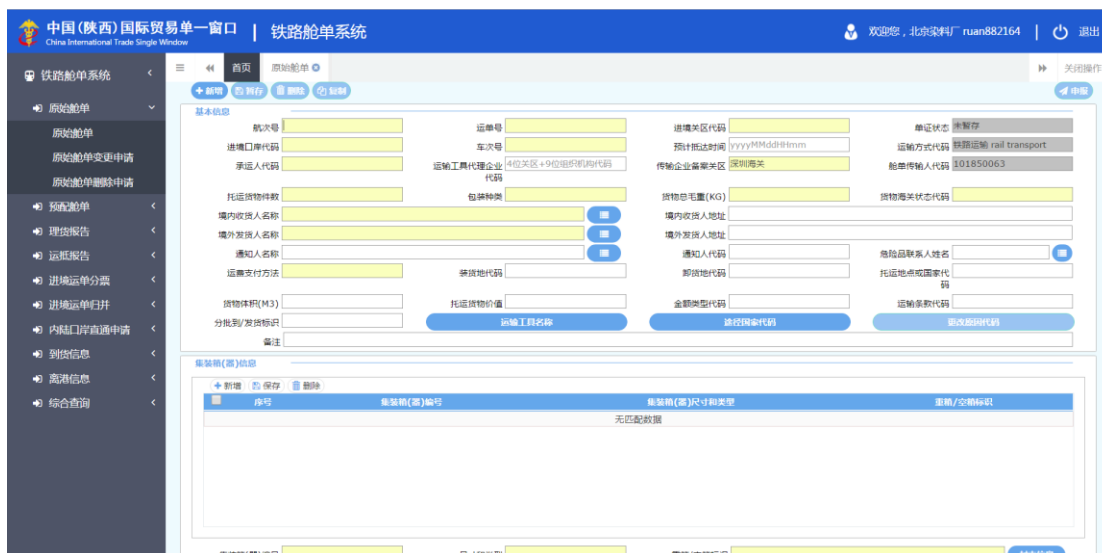 中国(陕西)国际贸易单一窗口 | 铁路舱单系统 欢迎您，北京染料厂 ruan882164 | 退出
China International Trade Single Window
铁路舱单系统
原始舱单
原始舱单
原始舱单变更申请
原始舱单删除申请
预配舱单
理货报告
运抵报告
进境运单分票
进境运单归并
内陆口岸直通申请
到货信息
离港信息
综合查询
首页 原始舱单 关闭操作
新增 暂存 删除 复制 申报
基本信息
航次号 运单号 进境关区代码 单证状态 未暂存
进境口岸代码 车次号 预计抵达时间 yyyyMMddHHmm 运输方式代码 铁路运输 rail transport
承运人代码 运输工具代理企业代码 4位关区+9位组织机构代码 传输企业备案关区 深圳海关 舱单传输人代码 101850063
托运货物件数 包装种类 货物总毛重(KG) 货物海关状态代码
境内收货人名称 境内收货人地址
境外发货人名称 境外发货人地址
通知人名称 通知人代码 危险品联系人姓名
运费支付方法 装货地代码 卸货地代码 托运地点或国家代码
货物体积(M3) 托运货物价值 金额类型代码 运输条款代码
分批到/发货标识 运输工具名称 途经国家代码 更改原因代码
备注
集装箱(器)信息
新增 保存 删除
序号 集装箱(器)编号 集装箱(器)尺寸和类型 重箱/空箱标识
无匹配数据